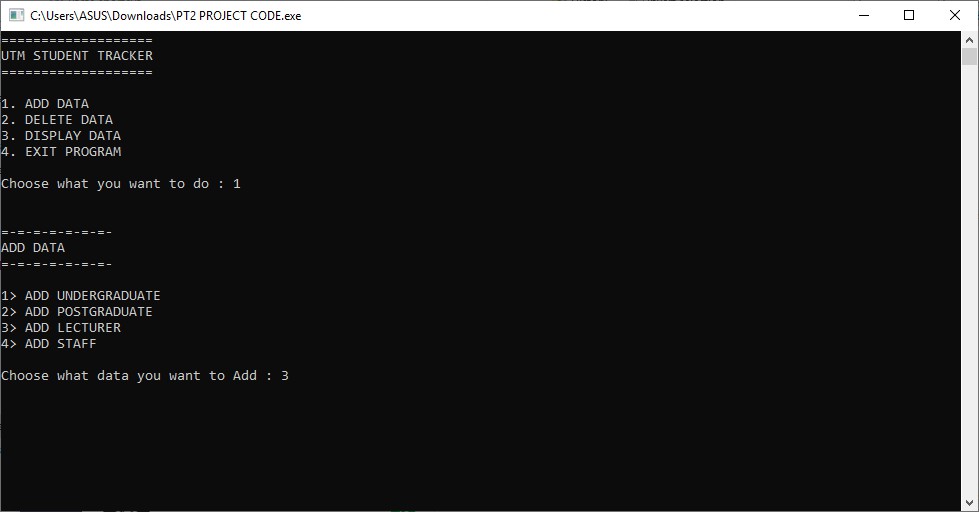 C:\Users\ASUS\Downloads\PT2 PROJECT CODE.exe
===================
UTM STUDENT TRACKER
===================
1. ADD DATA
2. DELETE DATA
3. DISPLAY DATA
4. EXIT PROGRAM
Choose what you want to do : 1
=-=-=-=-=-=-=-
ADD DATA
=-=-=-=-=-=-=-
1> ADD UNDERGRADUATE
2> ADD POSTGRADUATE
3> ADD LECTURER
4> ADD STAFF
Choose what data you want to Add : 3